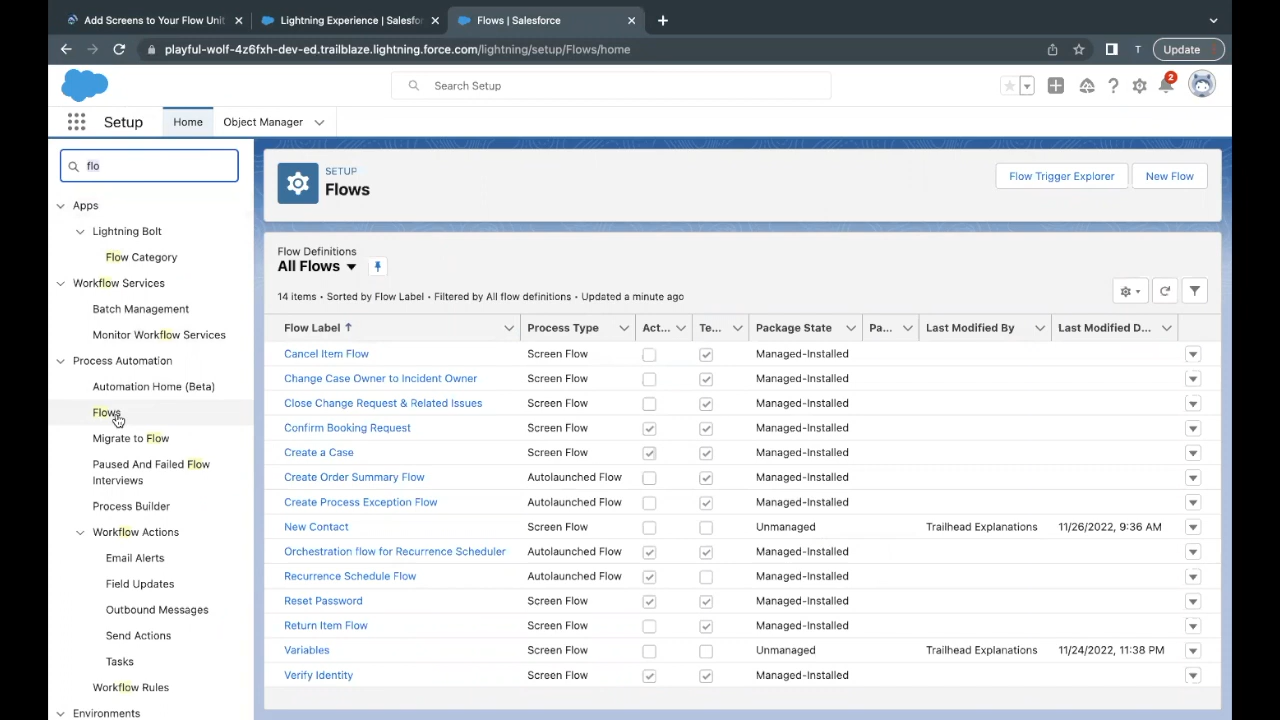 Add Screens to Your Flow Unit
Lightning Experience | Salesfor
Flows | Salesforce
playful-wolf-4z6fxh-dev-ed.trailblaze.lightning.force.com/lightning/setup/Flows/home
T
Update
Search Setup
2
Setup
Home
Object Manager
flo
Apps
Lightning Bolt
Flow Category
Workflow Services
Batch Management
Monitor Workflow Services
Process Automation
Automation Home (Beta)
Flows
Migrate to Flow
Paused And Failed Flow
Interviews
Process Builder
Workflow Actions
Email Alerts
Field Updates
Outbound Messages
Send Actions
Tasks
Workflow Rules
Environments
SETUP
Flows
Flow Trigger Explorer
New Flow
Flow Definitions
All Flows
14 items • Sorted by Flow Label • Filtered by All flow definitions • Updated a minute ago
Flow Label ↑ Process Type Act... Te... Package State Pa... Last Modified By Last Modified D...
Cancel Item Flow Screen Flow Managed-Installed
Change Case Owner to Incident Owner Screen Flow Managed-Installed
Close Change Request & Related Issues Screen Flow Managed-Installed
Confirm Booking Request Screen Flow Managed-Installed
Create a Case Screen Flow Managed-Installed
Create Order Summary Flow Autolaunched Flow Managed-Installed
Create Process Exception Flow Autolaunched Flow Managed-Installed
New Contact Screen Flow Unmanaged Trailhead Explanations 11/26/2022, 9:36 AM
Orchestration flow for Recurrence Scheduler Autolaunched Flow Managed-Installed
Recurrence Schedule Flow Autolaunched Flow Managed-Installed
Reset Password Screen Flow Managed-Installed
Return Item Flow Screen Flow Managed-Installed
Variables Screen Flow Unmanaged Trailhead Explanations 11/24/2022, 11:38 PM
Verify Identity Screen Flow Managed-Installed